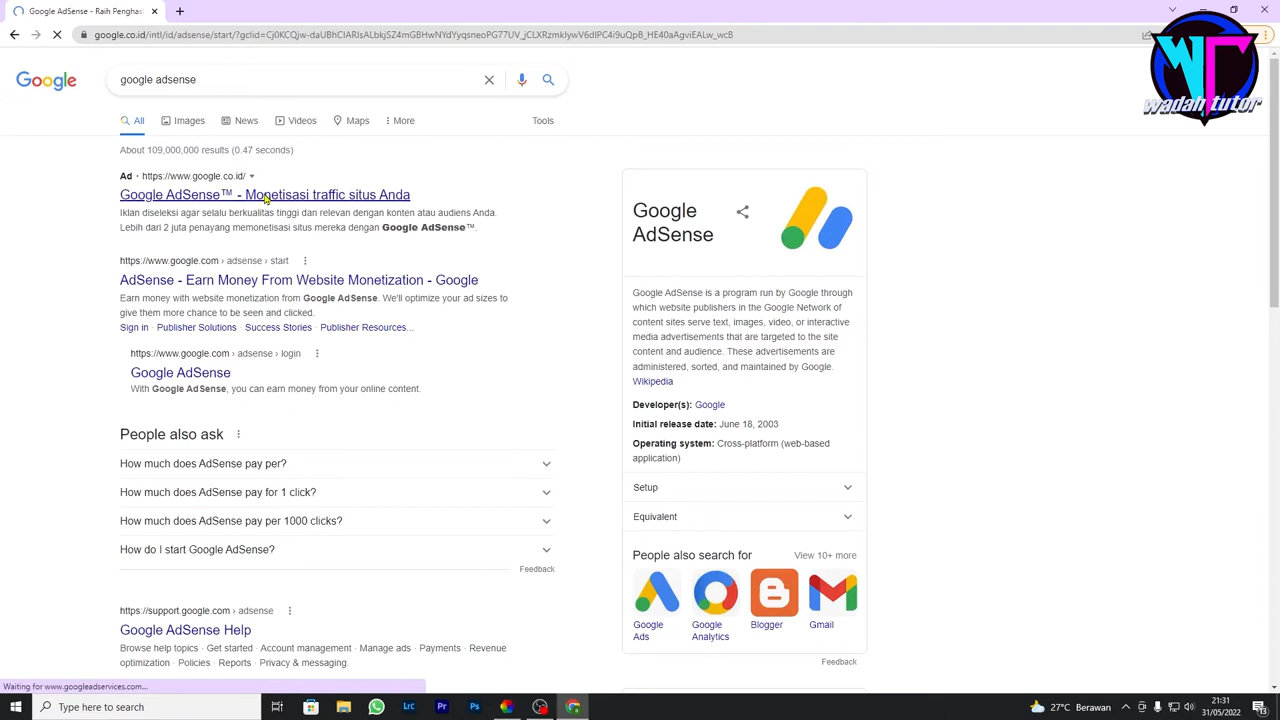 Google AdSense - Raih Penghasi
google.co.id/intl/id/adsense/start/?gclid=
Google
google adsense
All
Images
News
Videos
Maps
More
Tools
About 109,000,000 results (0.47 seconds)
Ad · https://www.google.co.id/
Google AdSense™ - Monetisasi traffic situs Anda
Iklan diseleksi agar selalu berkualitas tinggi dan relevan dengan konten atau audiens Anda.
Lebih dari 2 juta penayang memonetisasi situs mereka dengan Google AdSense™.
https://www.google.com › adsense › start
AdSense - Earn Money From Website Monetization - Google
Earn money with website monetization from Google AdSense. We'll optimize your ad sizes to
give them more chance to be seen and clicked.
Sign in · Publisher Solutions · Success Stories · Publisher Resources...
https://www.google.com › adsense › login
Google AdSense
With Google AdSense, you can earn money from your online content.
People also ask
How much does AdSense pay per?
How much does AdSense pay for 1 click?
How much does AdSense pay per 1000 clicks?
How do I start Google AdSense?
Feedback
https://support.google.com › adsense
Google AdSense Help
Browse help topics · Get started · Account management · Manage ads · Payments · Revenue
optimization · Policies · Reports · Privacy & messaging.
Google
AdSense
Google AdSense is a program run by Google through
which website publishers in the Google Network of
content sites serve text, images, video, or interactive
media advertisements that are targeted to the site
content and audience. These advertisements are
administered, sorted, and maintained by Google.
Wikipedia
Developer(s): Google
Initial release date: June 18, 2003
Operating system: Cross-platform (web-based
application)
Setup
Equivalent
People also search for
View 10+ more
Google
Ads
Google
Analytics
Blogger
Gmail
Feedback
WT
wadah tutor
Waiting for www.googleadservices.com...
Type here to search
LrC
Pr
Ps
27°C Berawan
21:31
31/05/2022
13